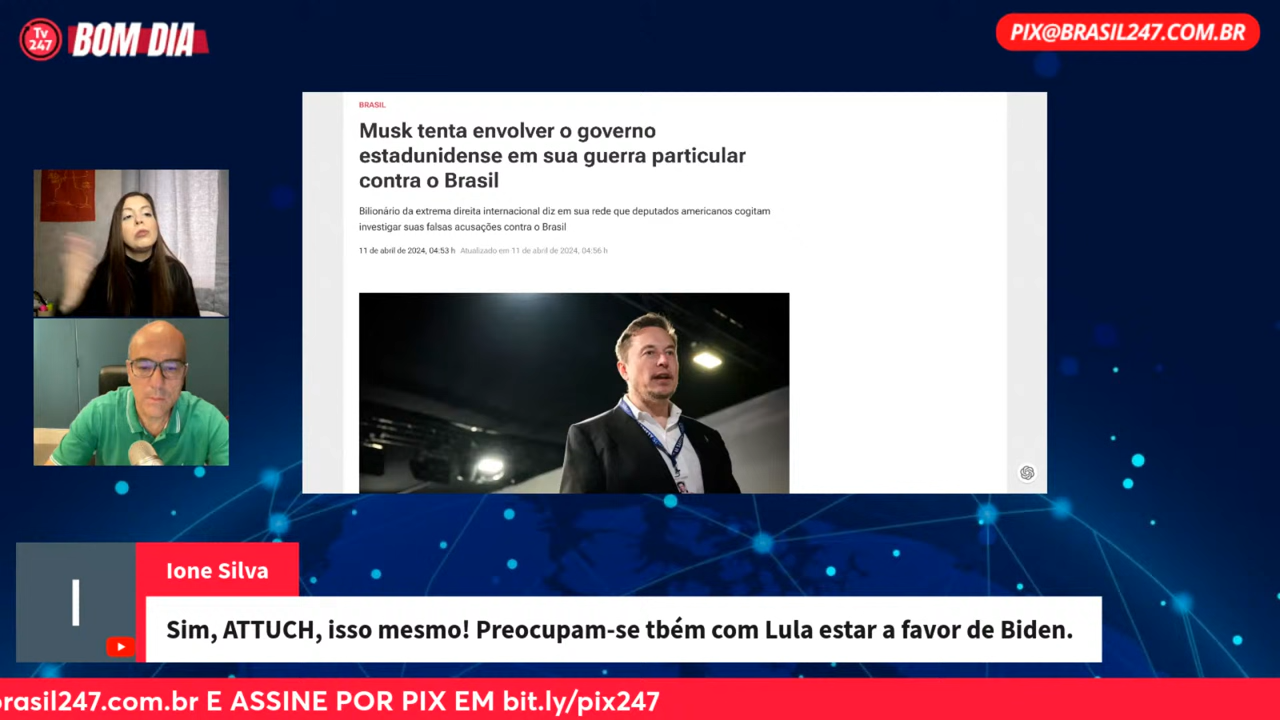 Tv
247
BOM DIA
PIX@BRASIL247.COM.BR
BRASIL
Musk tenta envolver o governo
estadunidense em sua guerra particular
contra o Brasil
Bilionário da extrema direita internacional diz em sua rede que deputados americanos cogitam
investigar suas falsas acusações contra o Brasil
11 de abril de 2024, 04:53 h Atualizado em 11 de abril de 2024, 04:56 h
I
Ione Silva
Sim, ATTUCH, isso mesmo! Preocupam-se tbém com Lula estar a favor de Biden.
brasil247.com.br E ASSINE POR PIX EM bit.ly/pix247